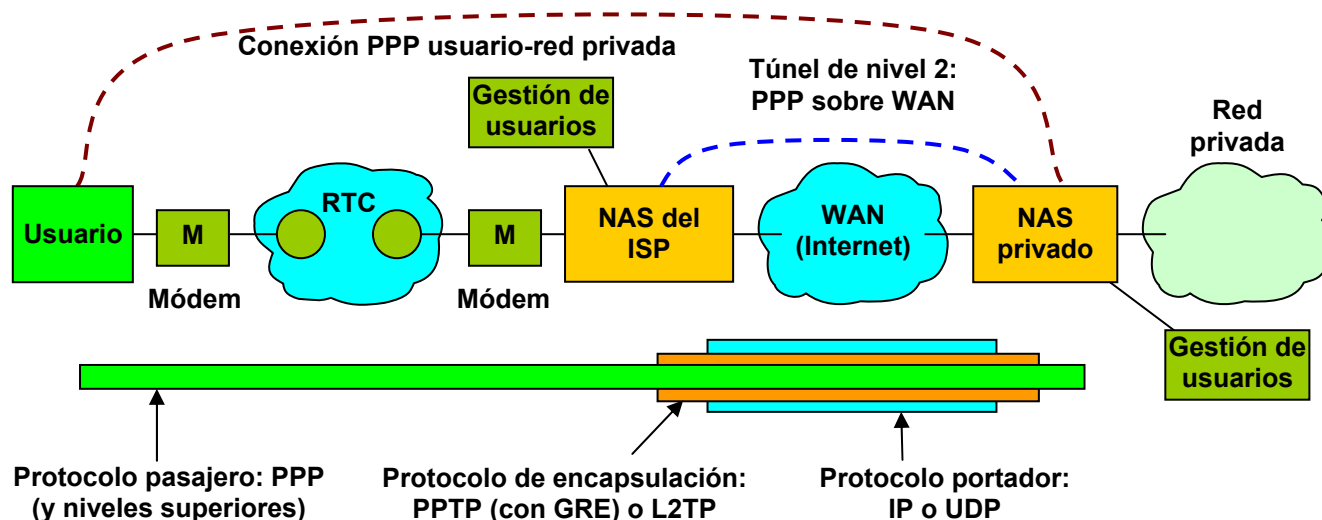 Conexión PPP usuario-red privada
Túnel de nivel 2:
PPP sobre WAN
Gestión de
usuarios
Red
privada
Usuario
M
RTC
M
NAS del
ISP
WAN
(Internet)
NAS
privado
Módem
Módem
Gestión de
usuarios
Protocolo pasajero: PPP
(y niveles superiores)
Protocolo de encapsulación:
PPTP (con GRE) o L2TP
Protocolo portador:
IP o UDP